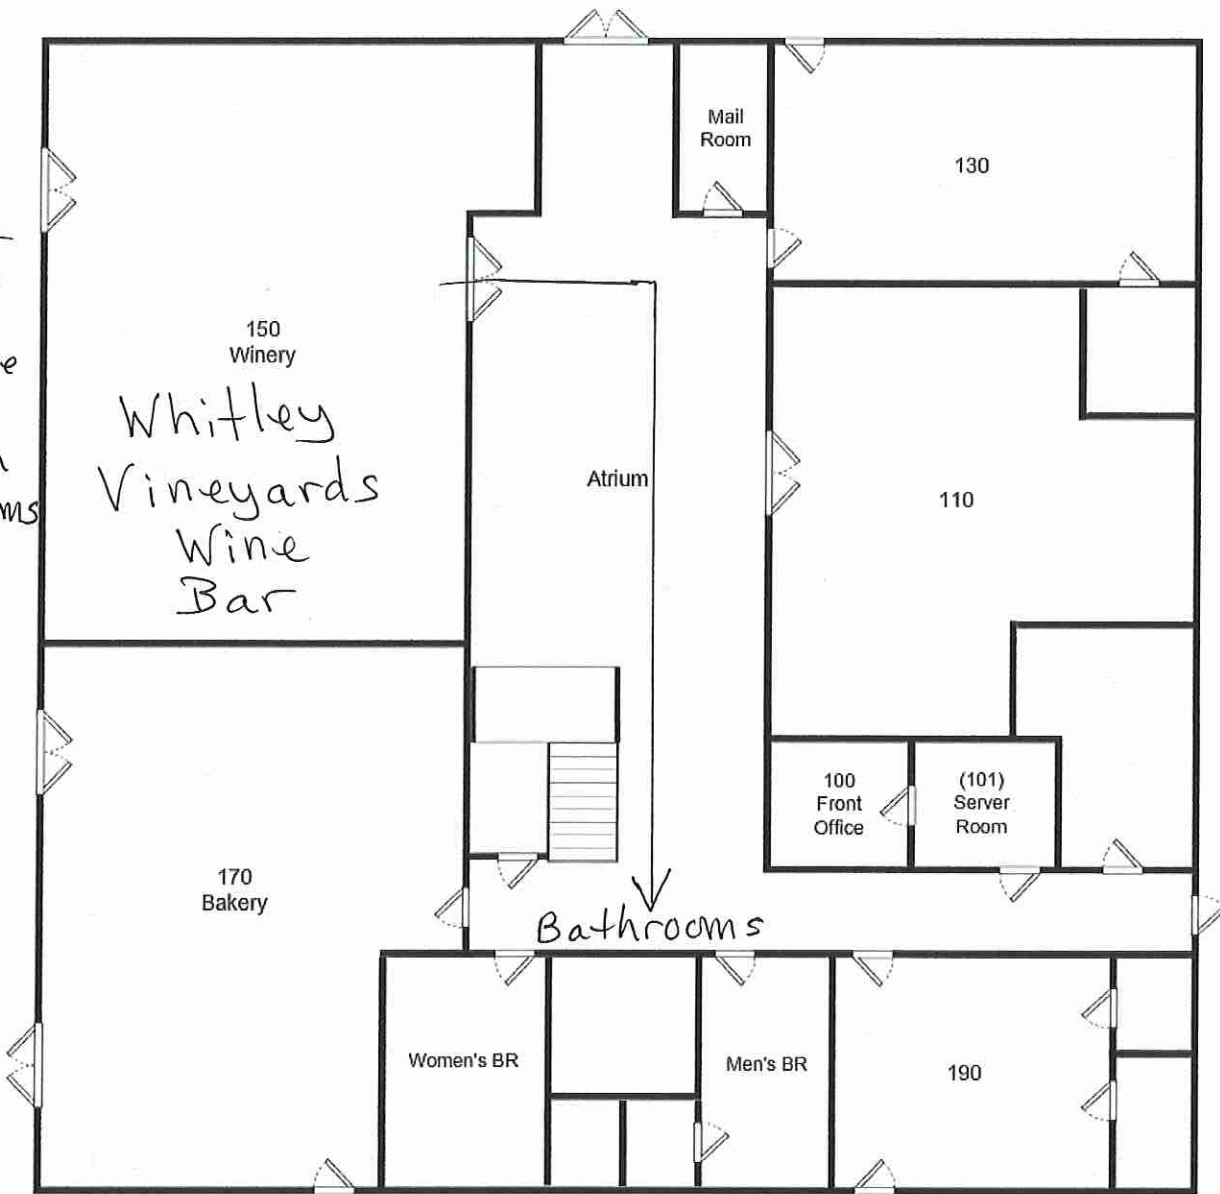 Mail
Room
130
150
Winery
Whitley
Vineyards
Wine
Bar
Atrium
110
100
Front
Office
(101)
Server
Room
170
Bakery
Bathrooms
Women's BR
Men's BR
190